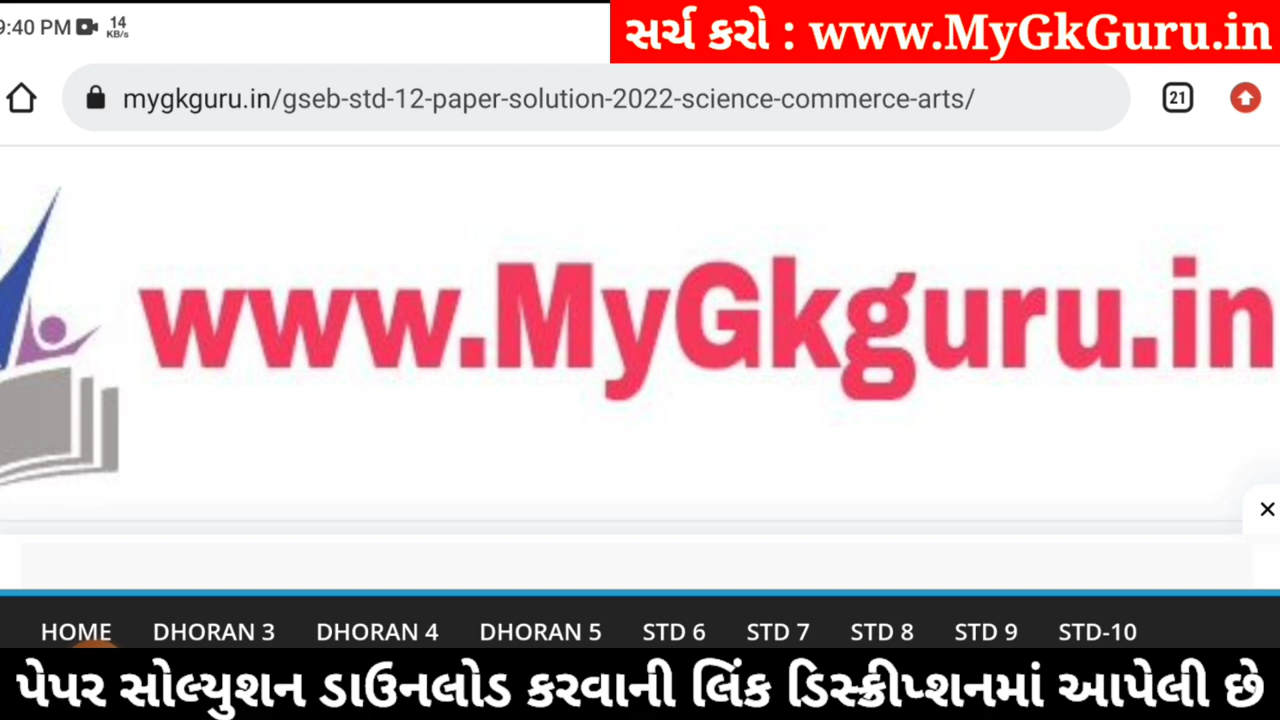 9:40 PM 14 KB/s
સર્ચ કરો : www.MyGkGuru.in
mygkguru.in/gseb-std-12-paper-solution-2022-science-commerce-arts/
21
www.MyGkguru.in
×
HOME DHORAN 3 DHORAN 4 DHORAN 5 STD 6 STD 7 STD 8 STD 9 STD-10
પેપર સોલ્યુશન ડાઉનલોડ કરવાની લિંક ડિસ્ક્રીપ્શનમાં આપેલી છે